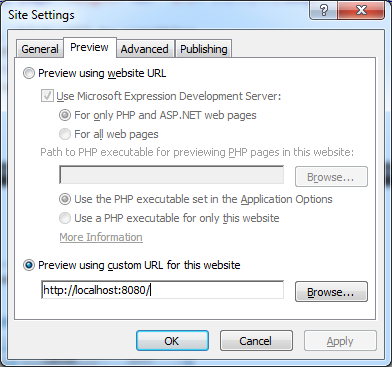 Site Settings
General Preview Advanced Publishing
Preview using website URL
Use Microsoft Expression Development Server:
For only PHP and ASP.NET web pages
For all web pages
Path to PHP executable for previewing PHP pages in this website:
Browse...
Use the PHP executable set in the Application Options
Use a PHP executable for only this website
More Information
Preview using custom URL for this website
http://localhost:8080/
Browse...
OK Cancel Apply